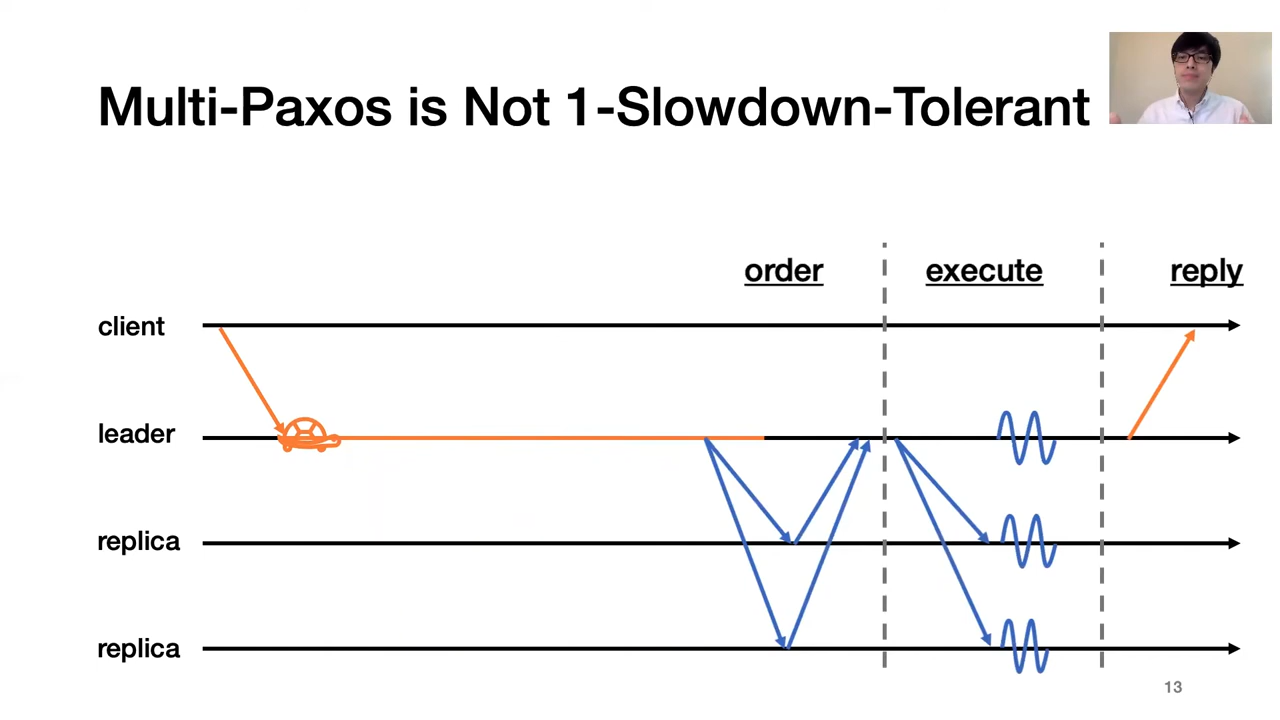 Multi-Paxos is Not 1-Slowdown-Tolerant
order
execute
reply
client
leader
replica
replica
13